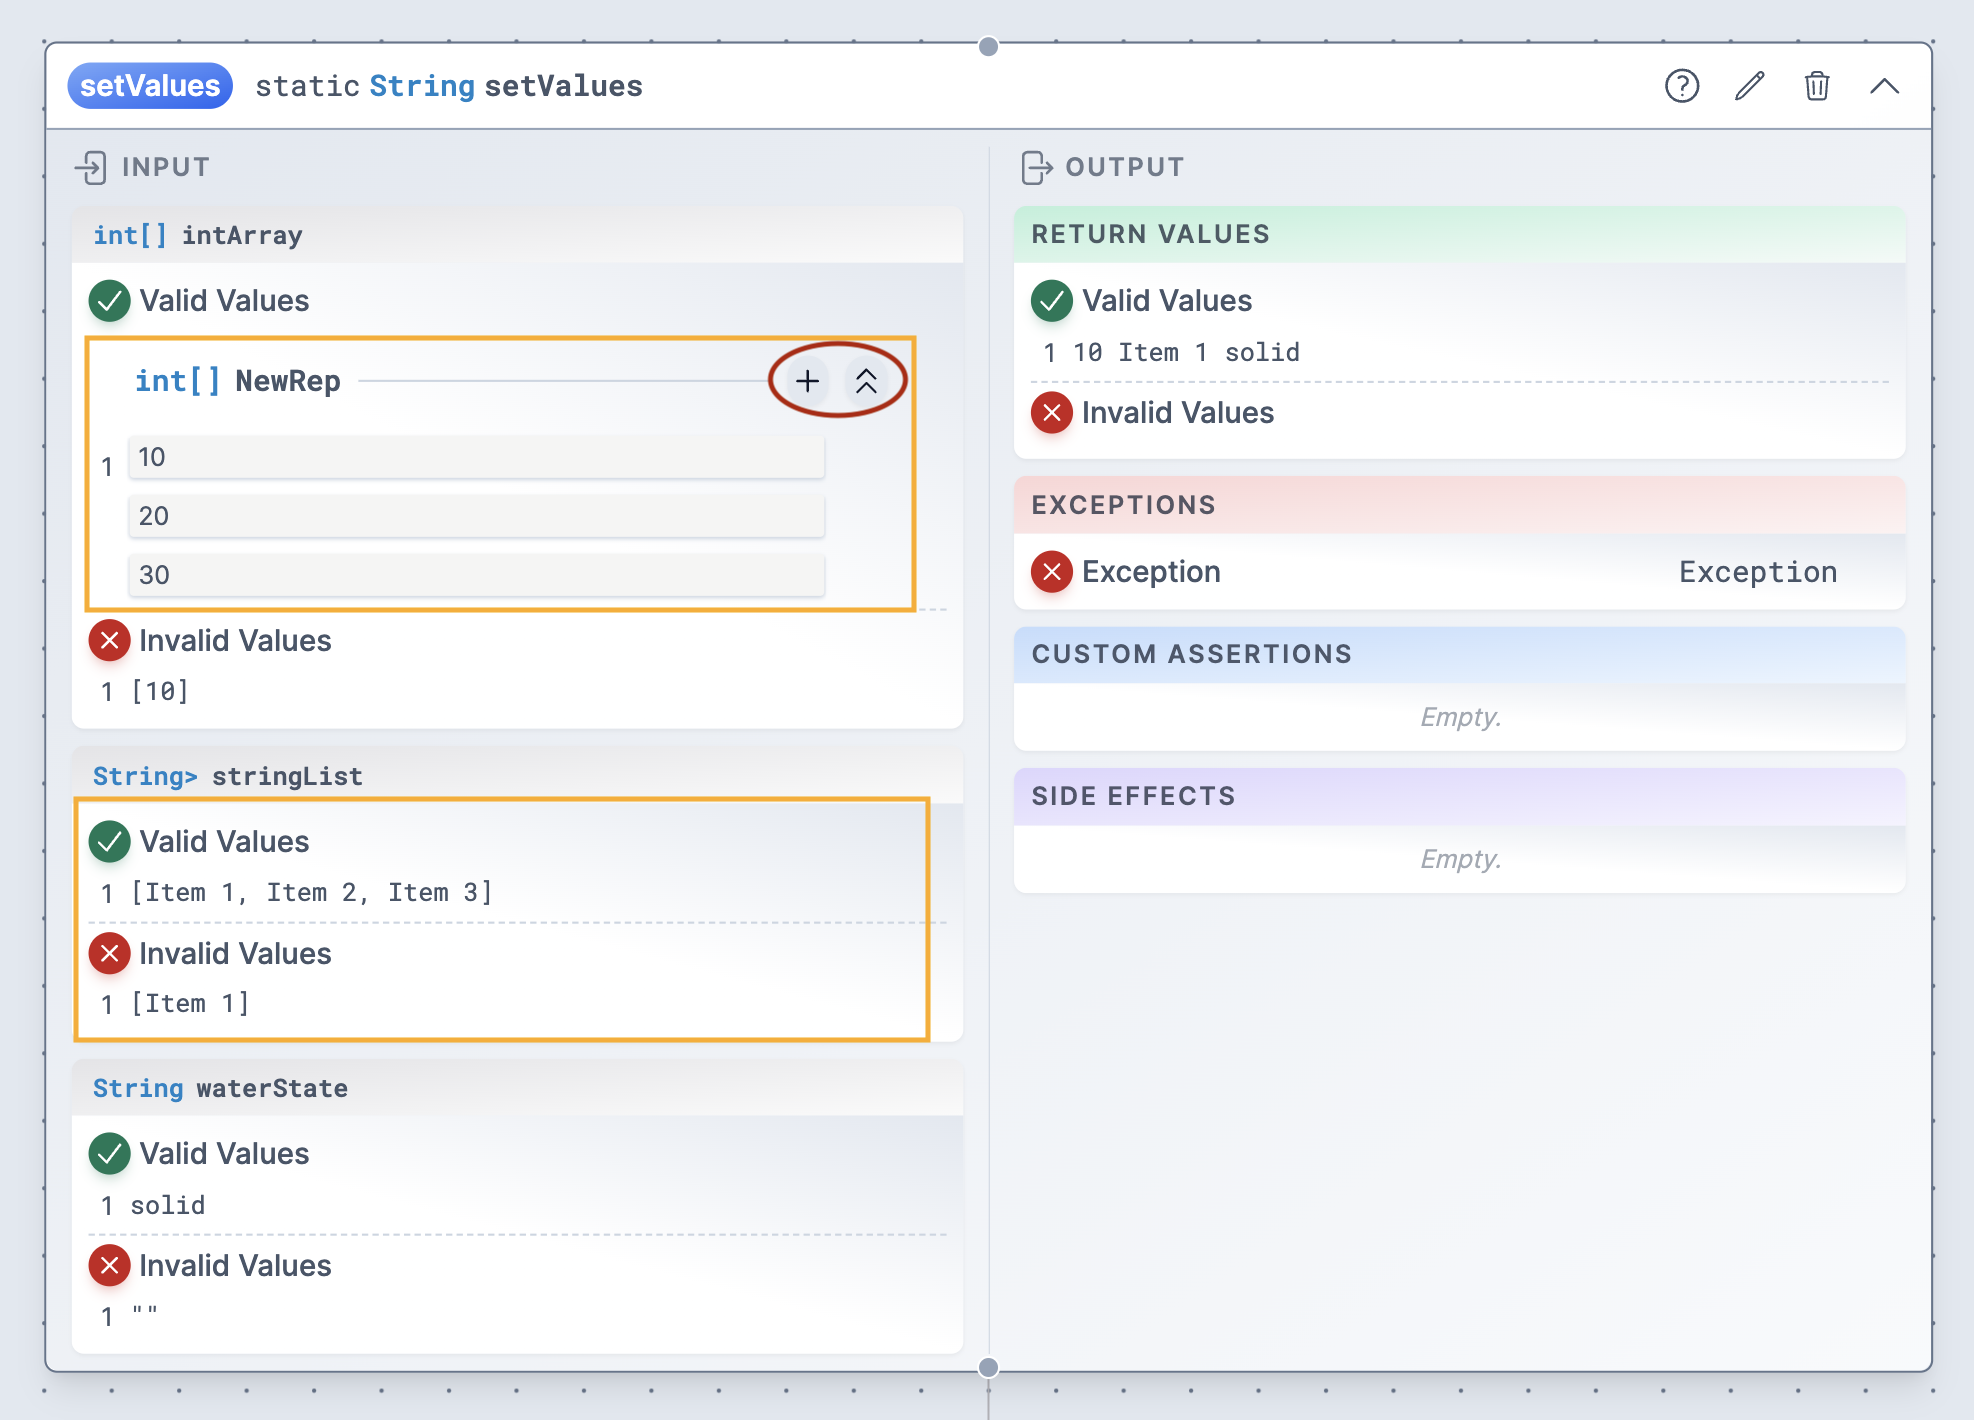 setValues static String setValues
INPUT
int[] intArray
Valid Values
int[] NewRep
1 10
20
30
Invalid Values
1 [10]
String> stringList
Valid Values
1 [Item 1, Item 2, Item 3]
Invalid Values
1 [Item 1]
String waterState
Valid Values
1 solid
Invalid Values
1 ""
OUTPUT
RETURN VALUES
Valid Values
1 10 Item 1 solid
Invalid Values
EXCEPTIONS
Exception Exception
CUSTOM ASSERTIONS
Empty.
SIDE EFFECTS
Empty.